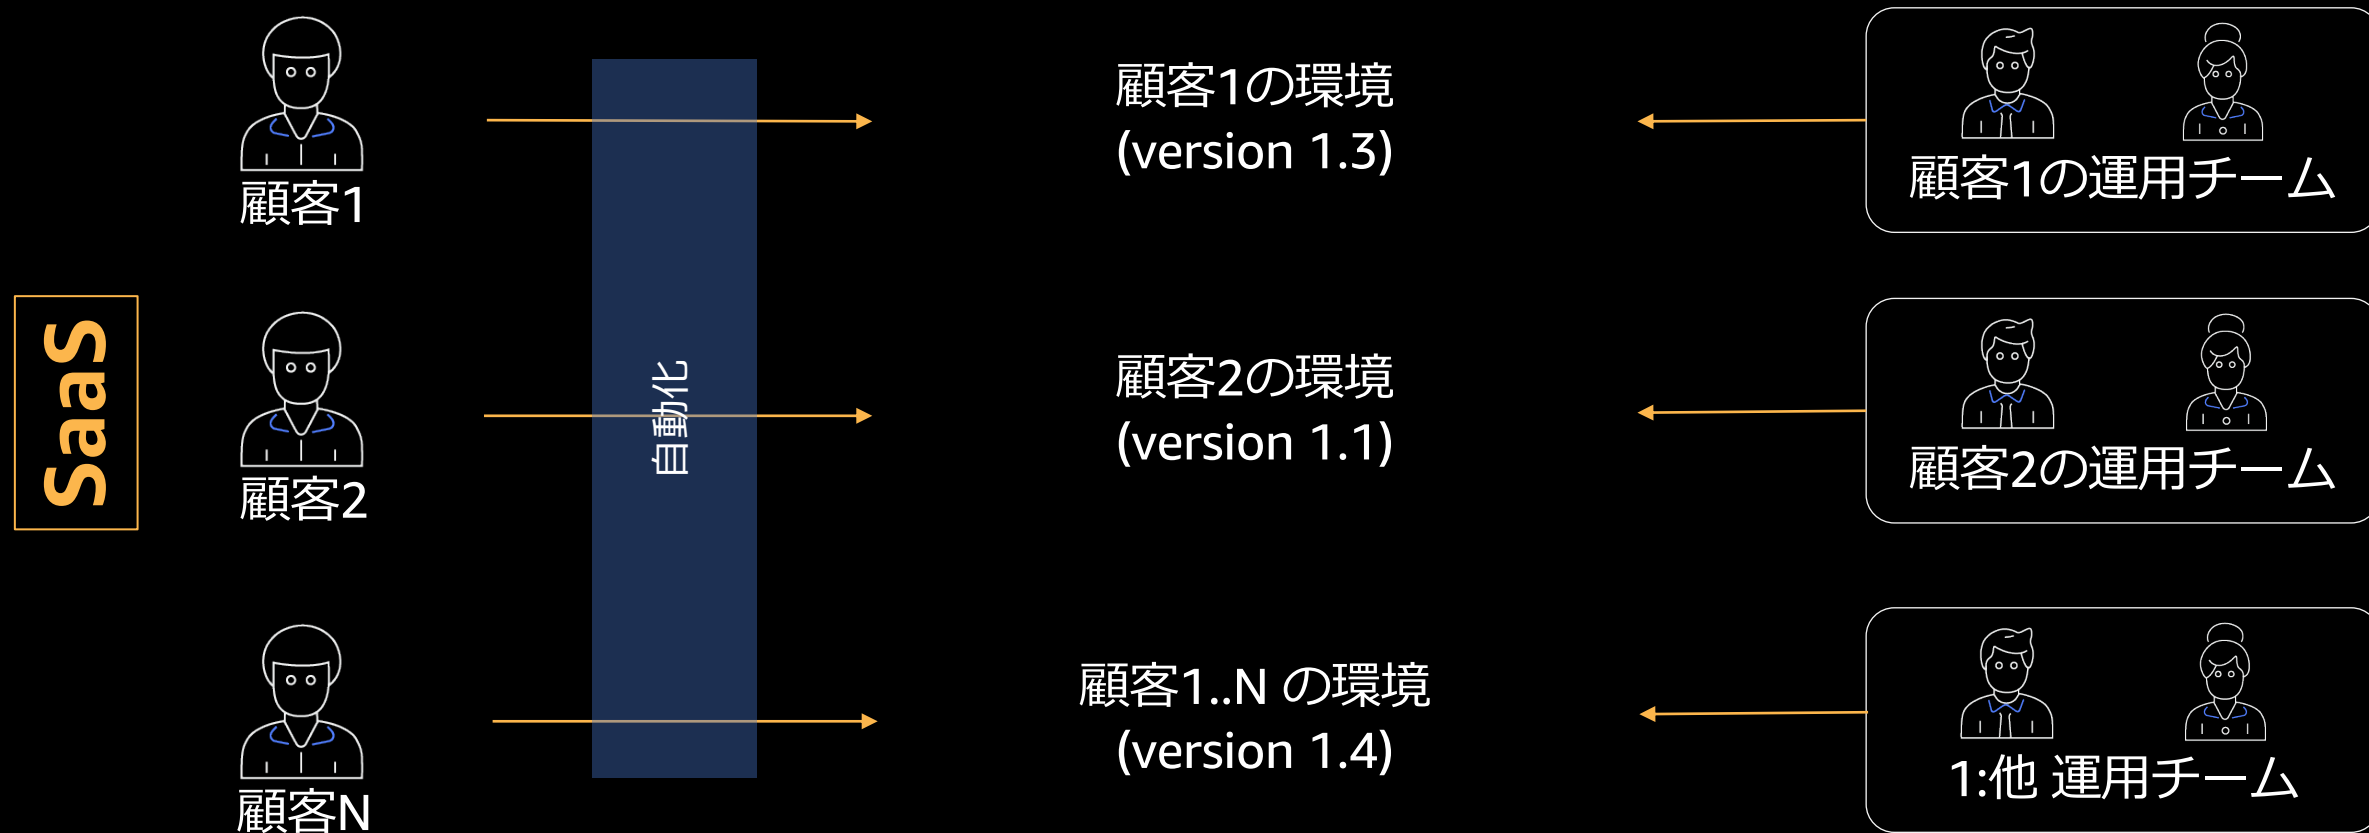 SaaS
顧客1
顧客1の環境
(version 1.3)
顧客1の運用チーム
自動化
顧客2
顧客2の環境
(version 1.1)
顧客2の運用チーム
顧客N
顧客1..N の環境
(version 1.4)
1:他 運用チーム